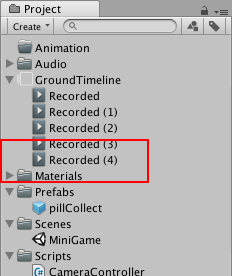 Project
Create
Animation
Audio
GroundTimeline
Recorded
Recorded (1)
Recorded (2)
Recorded (3)
Recorded (4)
Materials
Prefabs
pillCollect
Scenes
MiniGame
Scripts
CameraController